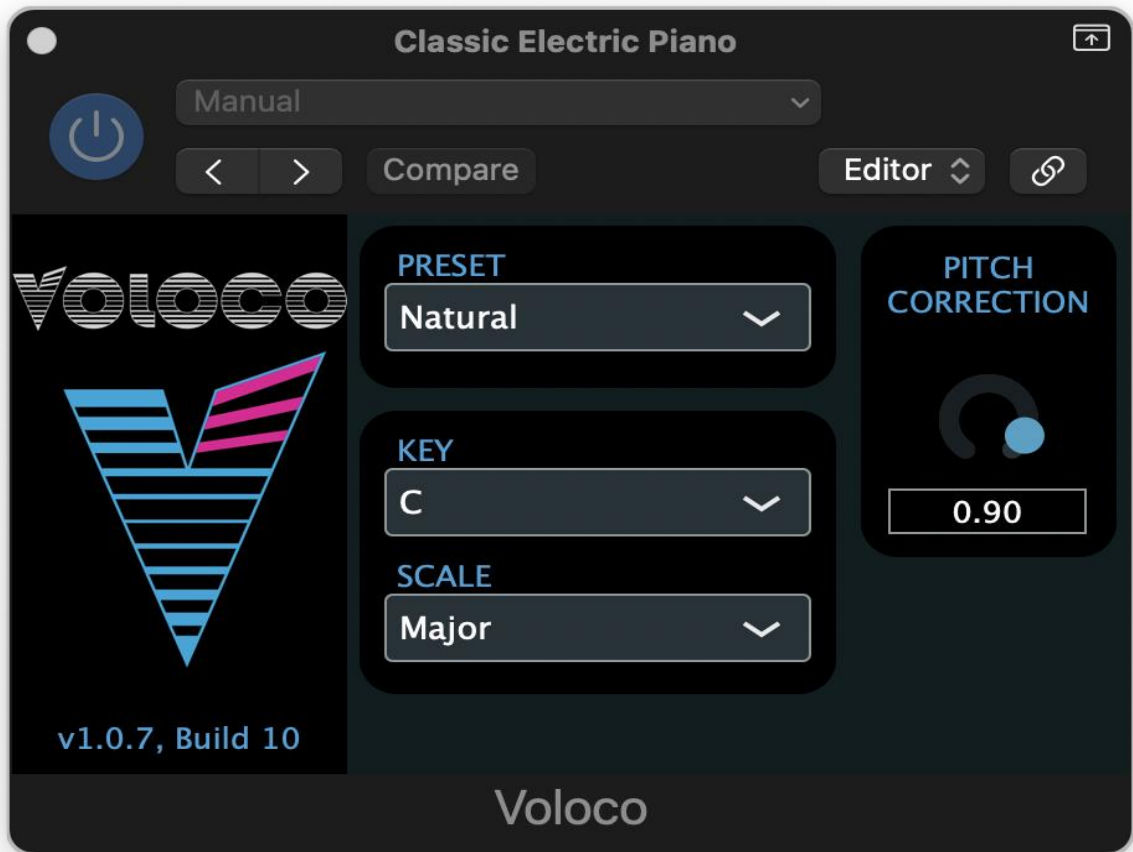 Classic Electric Piano
Manual
Compare
Editor
VOLOCO
PRESET
Natural
KEY
C
SCALE
Major
PITCH
CORRECTION
0.90
v1.0.7, Build 10
Voloco